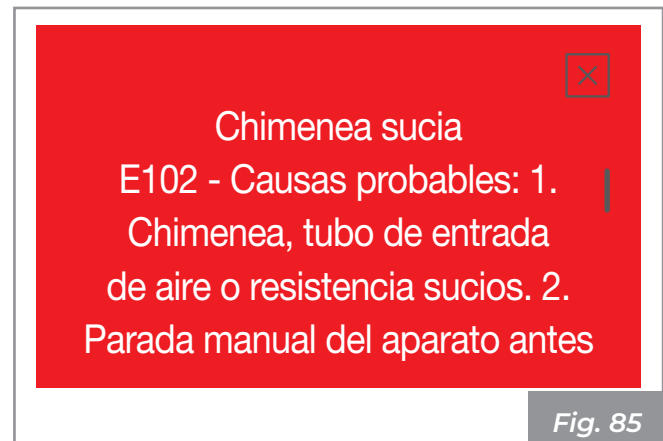 Chimenea sucia
E102 - Causas probables: 1.
Chimenea, tubo de entrada
de aire o resistencia sucios. 2.
Parada manual del aparato antes
Fig. 85